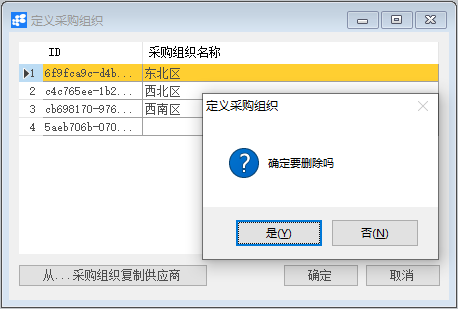 定义采购组织
ID 采购组织名称
1 6f9fca9c-d4b... 东北区
2 c4c765ee-1b2... 西北区
3 cb698170-976... 西南区
4 5aeb706b-070...
定义采购组织
确定要删除吗
是(Y) 否(N)
从...采购组织复制供应商 确定 取消